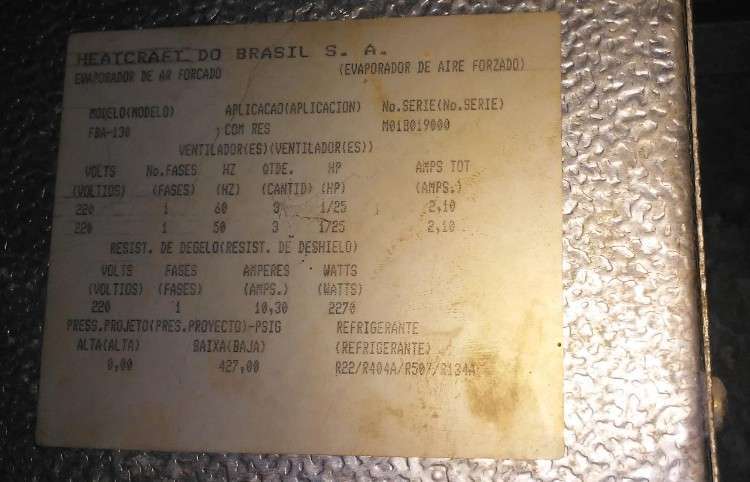 HEATCRAFT DO BRASIL S. A.
EVAPORADOR DE AR FORCADO (EVAPORADOR DE AIRE FORZADO)
MODELO(MODELO) APLICACAO(APLICACION) No.SERIE(No.SERIE)
FBA-130 COM RES M01B019000
VENTILADOR(ES)(VENTILADOR(ES))
VOLTS No.FASES HZ QTDE. HP AMPS TOT
(VOLTIOS) (FASES) (HZ) (CANTID) (HP) (AMPS.)
220 1 60 3 1/25 2,10
220 1 50 3 1/25 2,10
RESIST. DE DEGELO(RESIST. DE DESHIELO)
VOLTS FASES AMPERES WATTS
(VOLTIOS) (FASES) (AMPS.) (WATTS)
220 1 10,30 2270
PRESS.PROJETO(PRES.PROYECTO)-PSIG REFRIGERANTE
ALTA(ALTA) BAIXA(BAJA) (REFRIGERANTE)
0,00 427,00 R22/R404A/R507/R134A